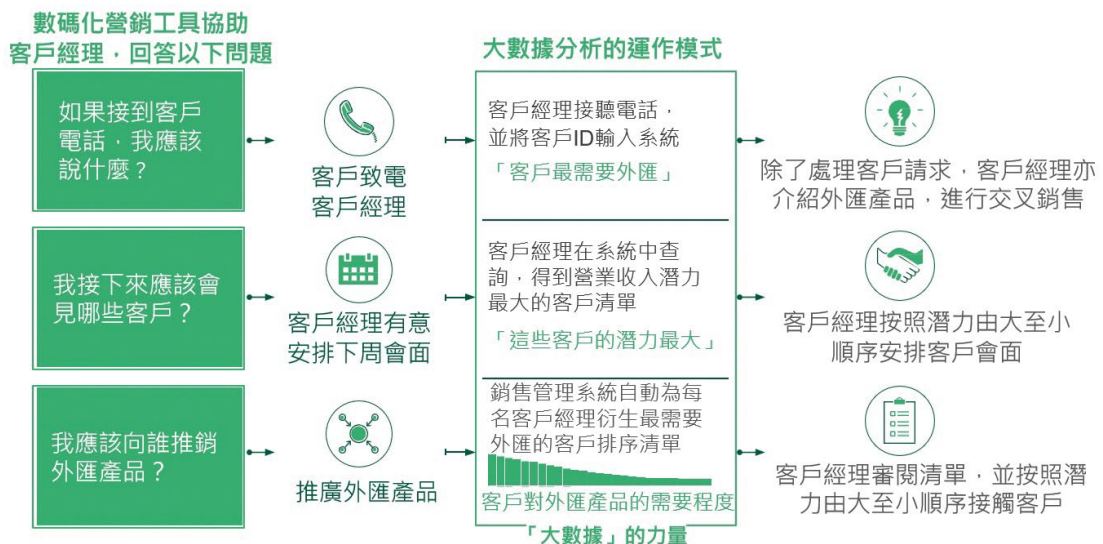 數碼化營銷工具協助
客戶經理，回答以下問題
大數據分析的運作模式
如果接到客戶
電話，我應該
說什麼？
客戶致電
客戶經理
客戶經理接聽電話，
並將客戶ID輸入系統
「客戶最需要外匯」
除了處理客戶請求，客戶經理亦
介紹外匯產品，進行交叉銷售
我接下來應該會
見哪些客戶？
客戶經理有意
安排下周會面
客戶經理在系統中查
詢，得到營業收入潛力
最大的客戶清單
「這些客戶的潛力最大」
客戶經理按照潛力由大至小
順序安排客戶會面
我應該向誰推銷
外匯產品？
推廣外匯產品
銷售管理系統自動為每
名客戶經理衍生最需要
外匯的客戶排序清單
客戶對外匯產品的需要程度
客戶經理審閱清單，並按照潛
力由大至小順序接觸客戶
「大數據」的力量